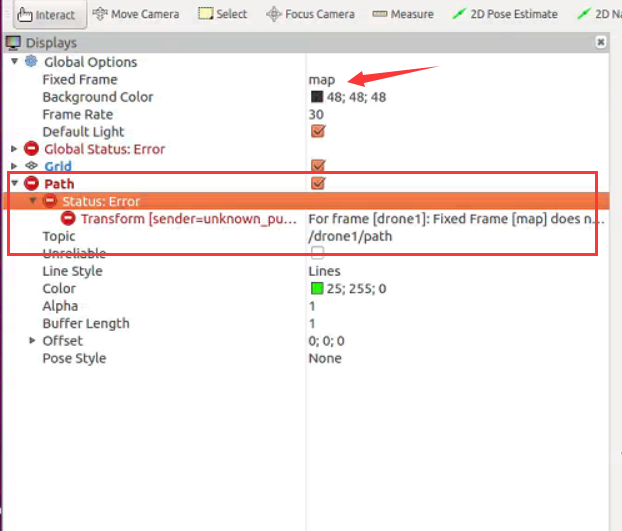 Interact Move Camera Select Focus Camera Measure 2D Pose Estimate 2D Na
Displays
Global Options
Fixed Frame map
Background Color 48; 48; 48
Frame Rate 30
Default Light
Global Status: Error
Grid
Path
Status: Error
Transform [sender=unknown_pu... For frame [drone1]: Fixed Frame [map] does n...
Topic /drone1/path
Unreliable
Line Style Lines
Color 25; 255; 0
Alpha 1
Buffer Length 1
Offset 0; 0; 0
Pose Style None